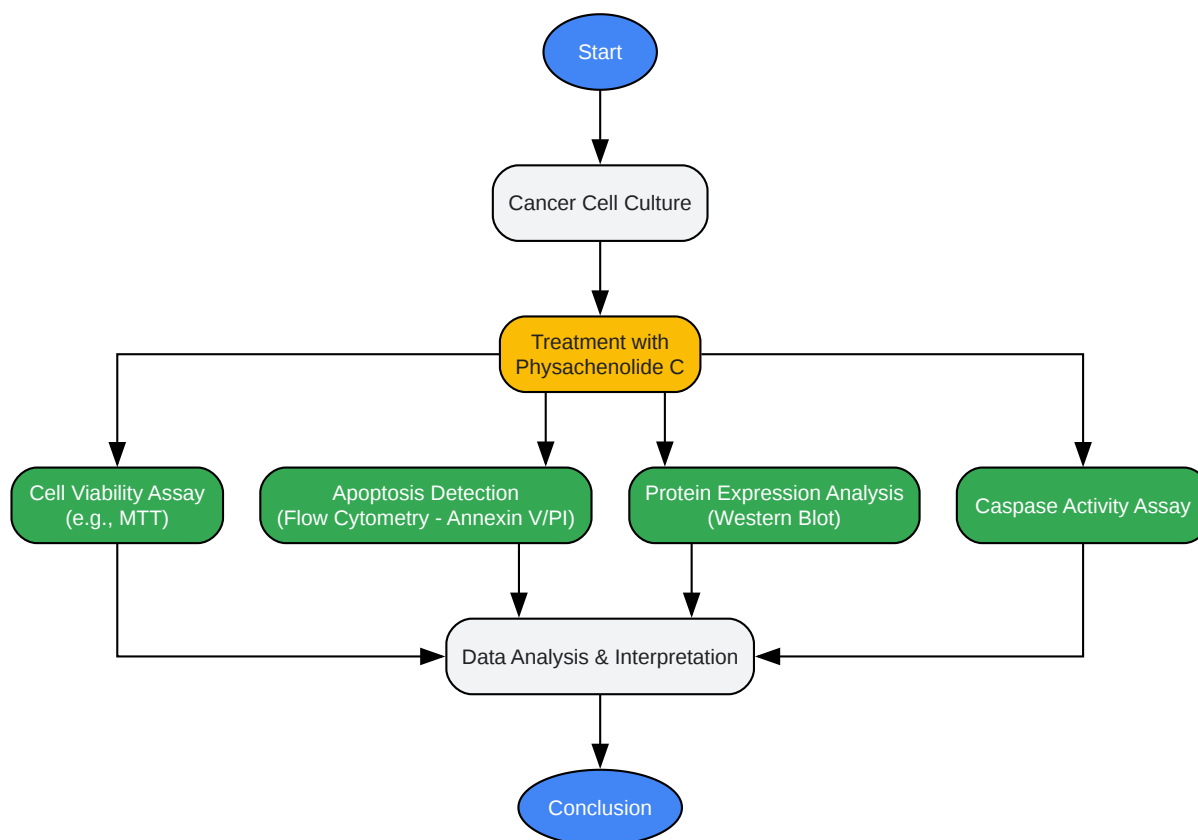 Start
Cancer Cell Culture
Treatment with
Physachenolide C
Cell Viability Assay
(e.g., MTT)
Apoptosis Detection
(Flow Cytometry - Annexin V/PI)
Protein Expression Analysis
(Western Blot)
Caspase Activity Assay
Data Analysis & Interpretation
Conclusion